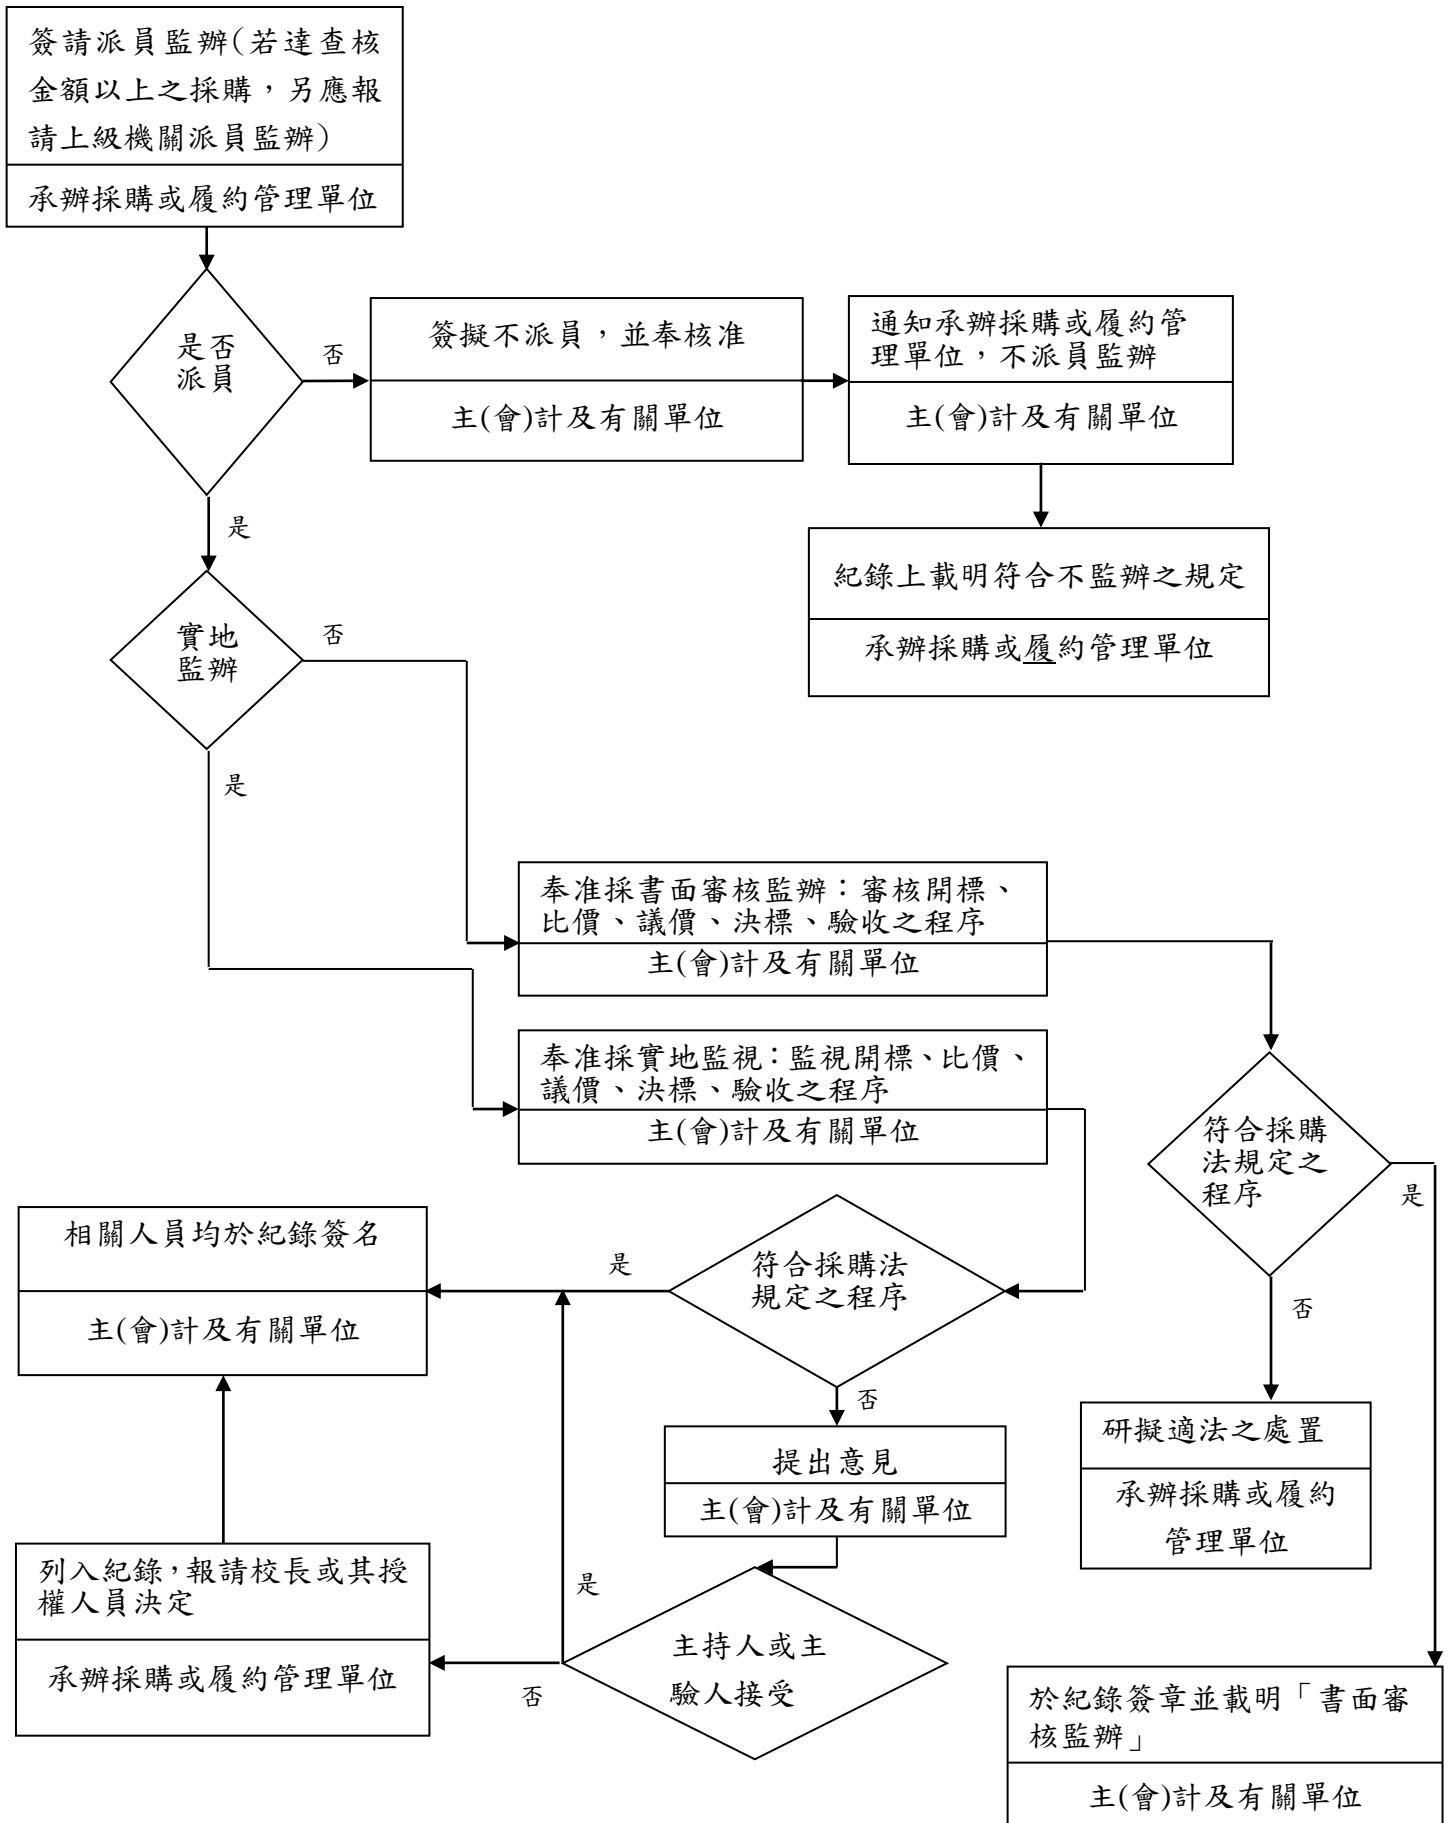 簽請派員監辦(若達查核
金額以上之採購，另應報
請上級機關派員監辦)
承辦採購或履約管理單位
是否
派員
否
簽擬不派員，並奉核准
主(會)計及有關單位
通知承辦採購或履約管
理單位，不派員監辦
主(會)計及有關單位
是
紀錄上載明符合不監辦之規定
承辦採購或履約管理單位
實地
監辦
否
是
奉准採書面審核監辦：審核開標、
比價、議價、決標、驗收之程序
主(會)計及有關單位
奉准採實地監視：監視開標、比價、
議價、決標、驗收之程序
主(會)計及有關單位
符合採購
法規定之
程序
是
否
相關人員均於紀錄簽名
主(會)計及有關單位
是
符合採購法
規定之程序
否
提出意見
主(會)計及有關單位
研擬適法之處置
承辦採購或履約
管理單位
列入紀錄，報請校長或其授
權人員決定
承辦採購或履約管理單位
是
否
主持人或主
驗人接受
於紀錄簽章並載明「書面審
核監辦」
主(會)計及有關單位